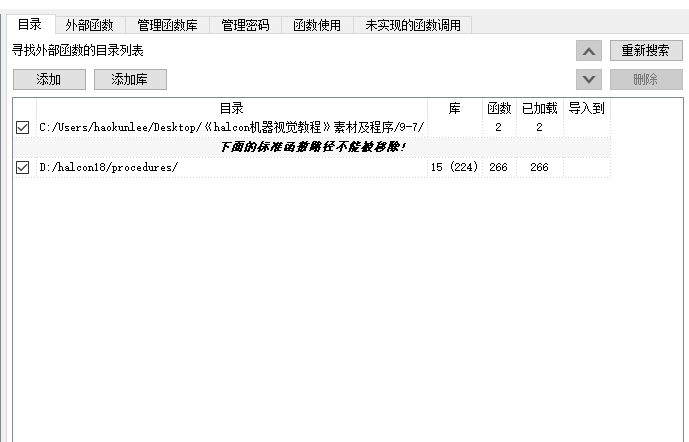 目录 外部函数 管理函数库 管理密码 函数使用 未实现的函数调用
寻找外部函数的目录列表 重新搜索
添加 添加库 删除
目录 库 函数 已加载 导入到
C:/Users/haokunlee/Desktop/《halcon机器视觉教程》素材及程序/9-7/ 2 2
下面的标准函数路径不能被移除!
D:/halcon18/procedures/ 15 (224) 266 266